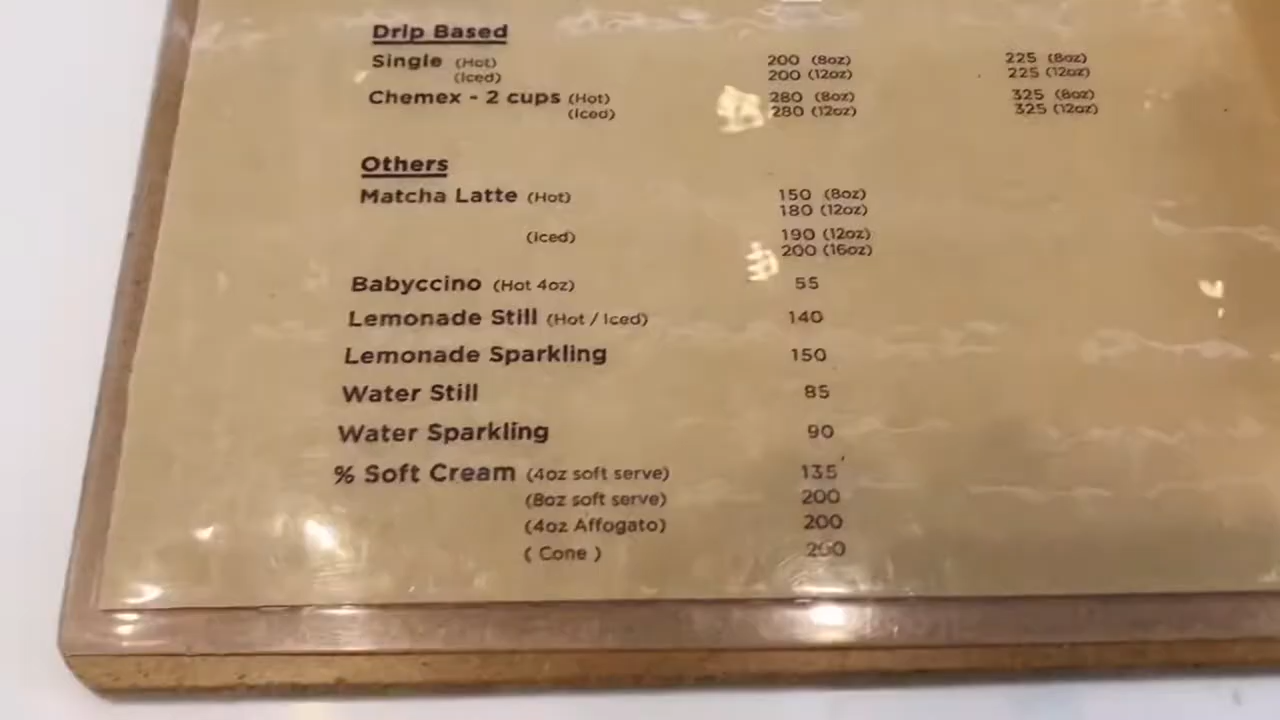 Drip Based
Single (Hot) 200 (8oz) 225 (8oz)
(Iced) 200 (12oz) 225 (12oz)
Chemex - 2 cups (Hot) 280 (8oz) 325 (8oz)
(Iced) 280 (12oz) 325 (12oz)
Others
Matcha Latte (Hot) 150 (8oz)
180 (12oz)
(Iced) 190 (12oz)
200 (16oz)
Babyccino (Hot 4oz) 55
Lemonade Still (Hot / Iced) 140
Lemonade Sparkling 150
Water Still 85
Water Sparkling 90
% Soft Cream (4oz soft serve) 135
(8oz soft serve) 200
(4oz Affogato) 200
( Cone )